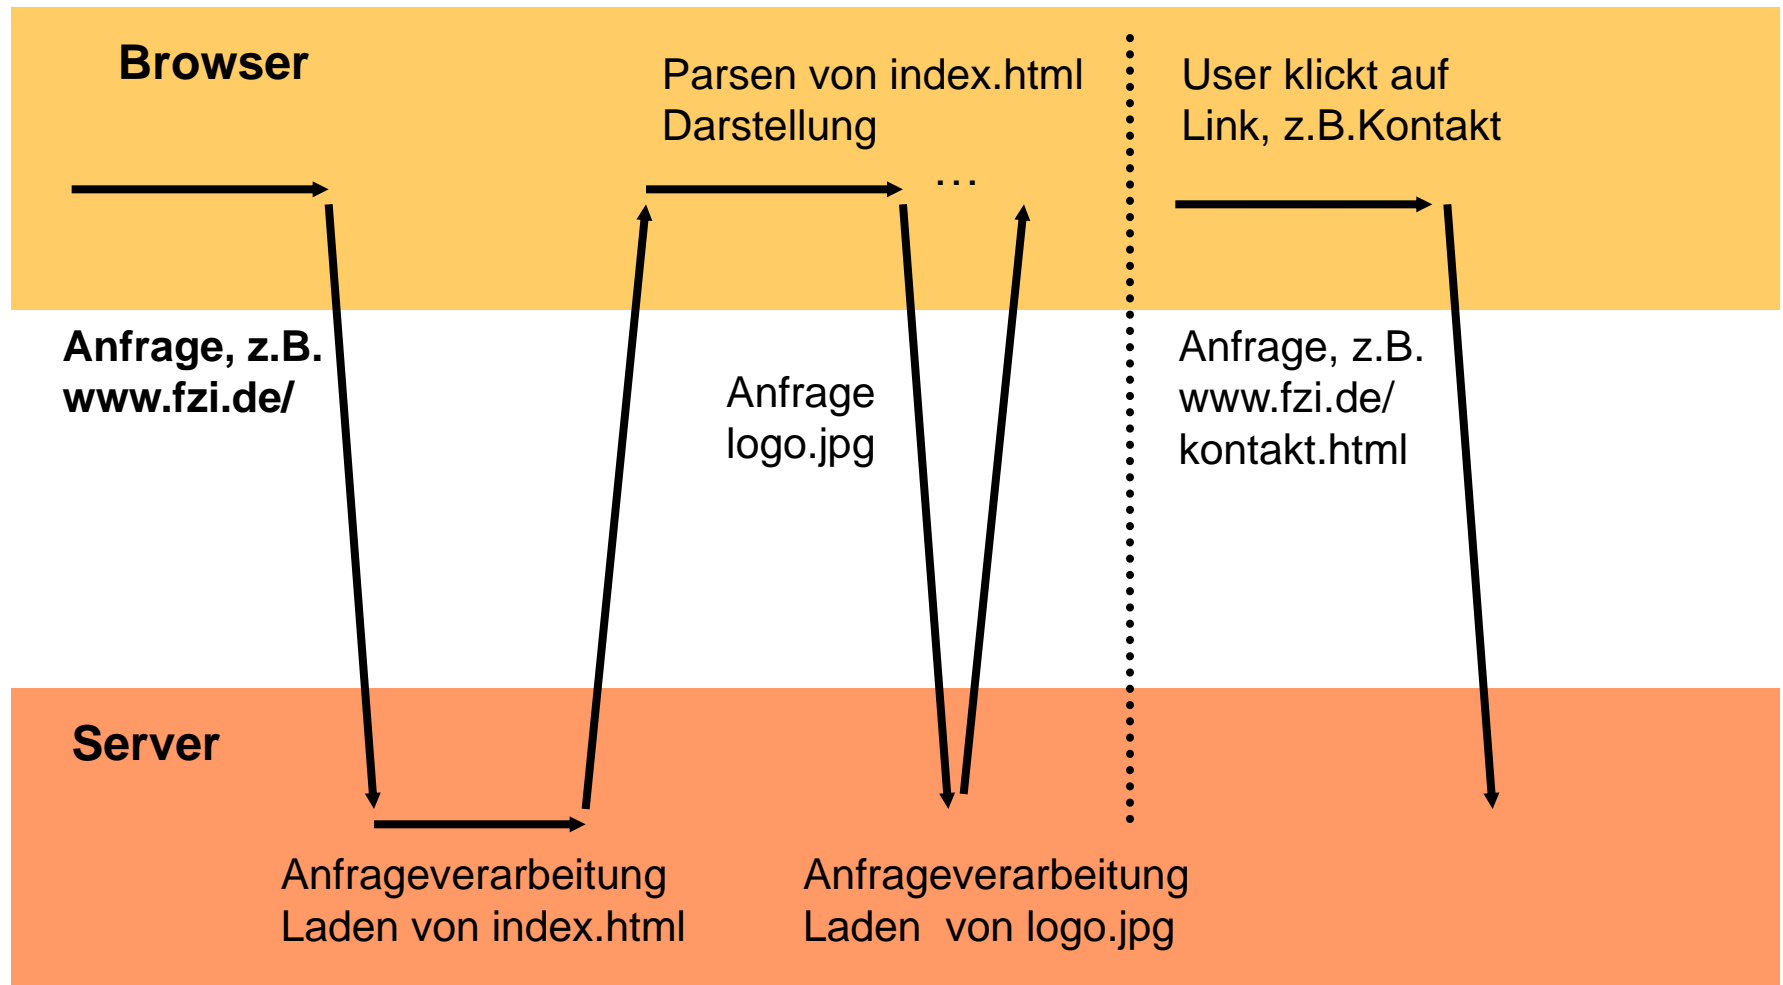 Browser
Parsen von index.html
Darstellung
…
User klickt auf
Link, z.B.Kontakt
Anfrage, z.B.
www.fzi.de/
Anfrage
logo.jpg
Anfrage, z.B.
www.fzi.de/
kontakt.html
Server
Anfrageverarbeitung
Laden von index.html
Anfrageverarbeitung
Laden  von logo.jpg